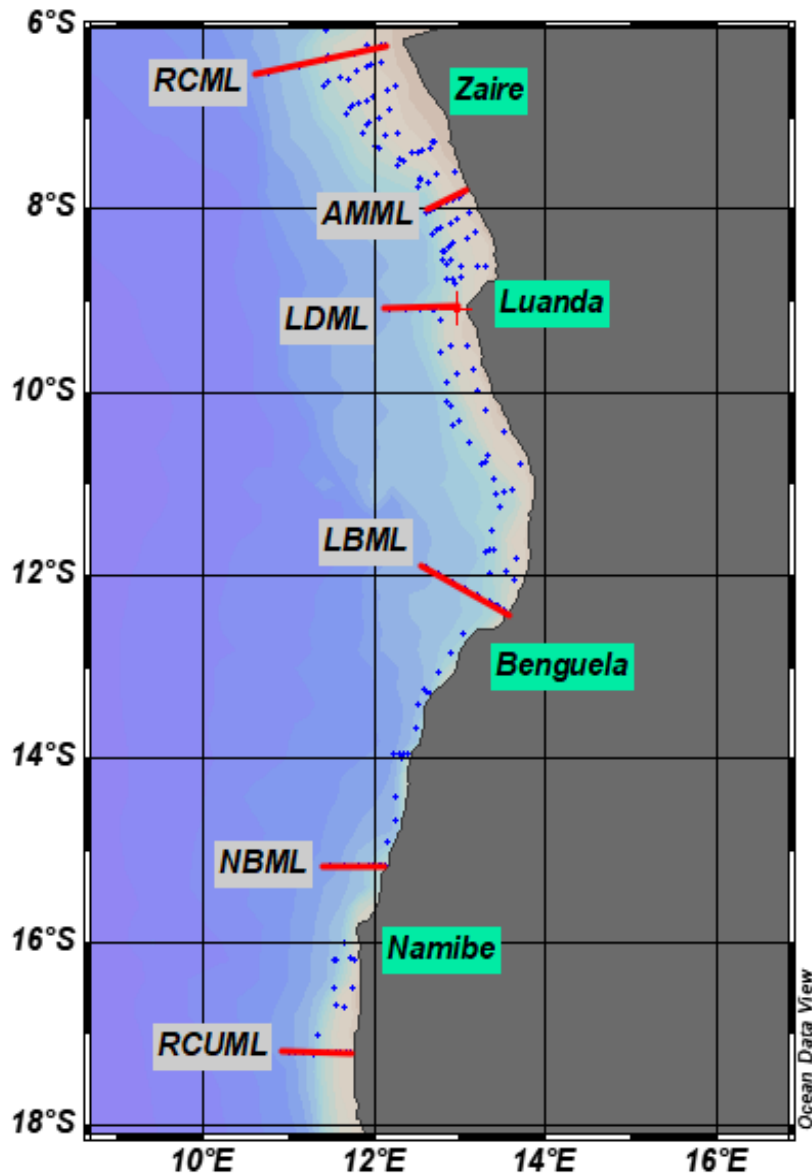 6°S
RCML
Zaire
8°S
AMML
LDML
Luanda
10°S
LBML
12°S
Benguela
14°S
NBML
16°S
Namibe
RCUML
18°S
10°E 12°E 14°E 16°E
Ocean Data View